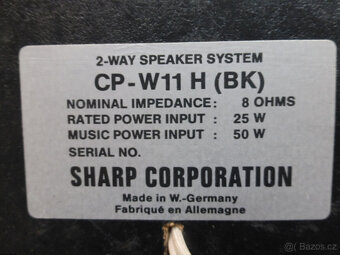 2-WAY SPEAKER SYSTEM
CP-W11 H (BK)
NOMINAL IMPEDANCE: 8 OHMS
RATED POWER INPUT: 25 W
MUSIC POWER INPUT: 50 W
SERIAL NO.
SHARP CORPORATION
Made in W.-Germany
Fabriqué en Allemagne
Bazoš.cz